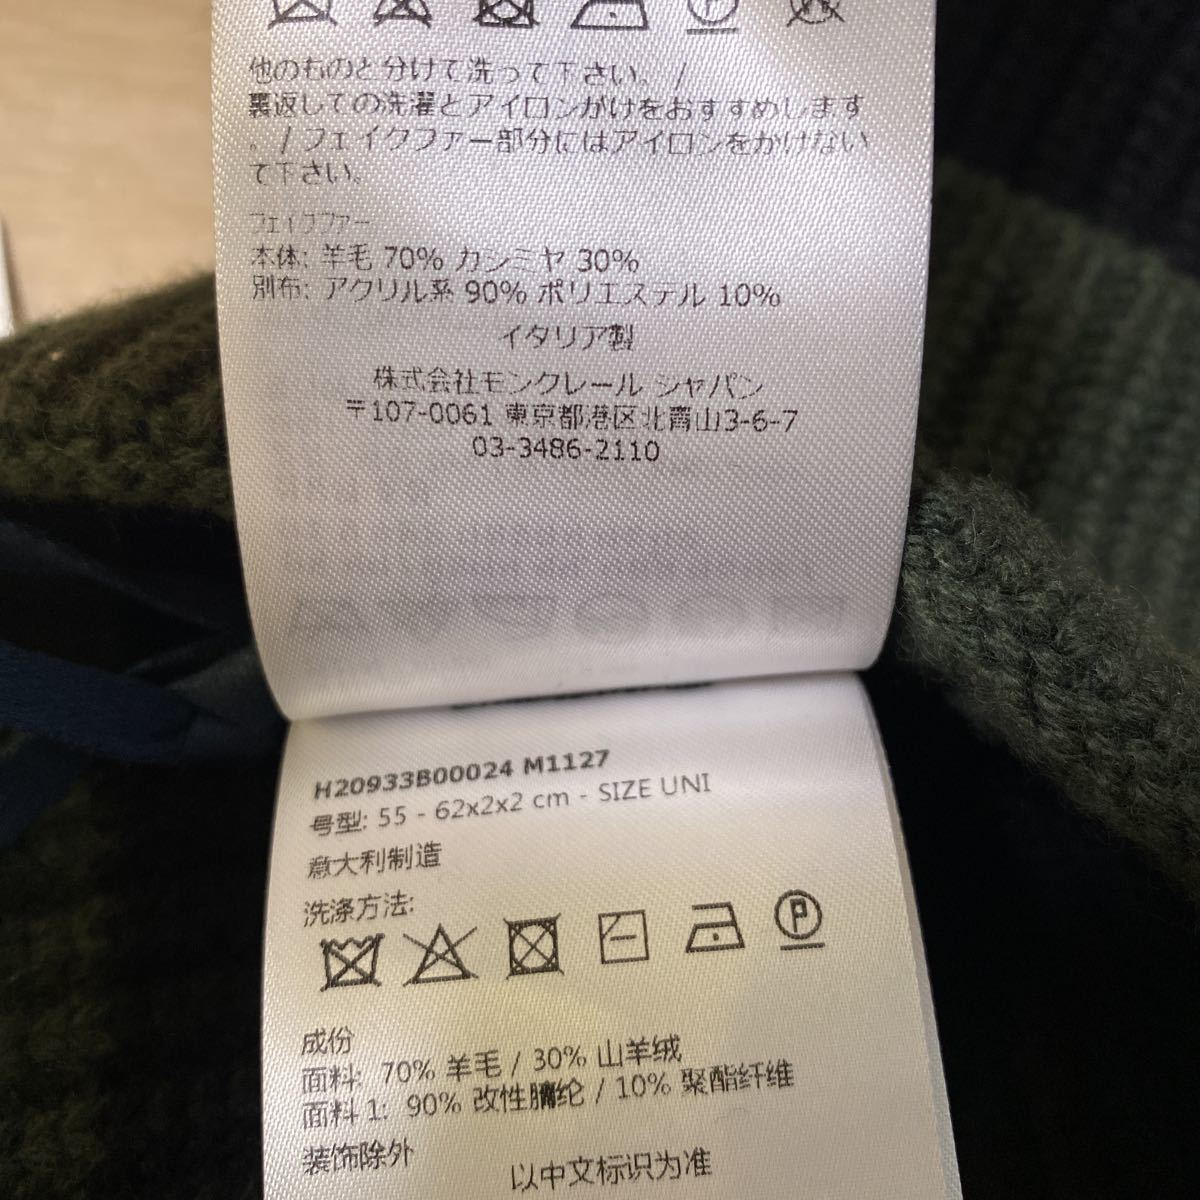 他のものと分けて洗って下さい。 /
裏返しての洗濯とアイロンがけをおすすめします
。 / フェイクファー部分にはアイロンをかけない
で下さい。
フェイクファー
本体: 羊毛 70% カシミヤ 30%
別布: アクリル系 90% ポリエステル 10%
イタリア製
株式会社モンクレール ジャパン
〒107-0061 東京都港区北青山3-6-7
03-3486-2110
H20933B00024 M1127
号型: 55 - 62x2x2 cm - SIZE UNI
意大利制造
洗涤方法:
P
成份
面料: 70% 羊毛 / 30% 山羊绒
面料 1: 90% 改性腈纶 / 10% 聚酯纤维
装饰除外
以中文标识为准